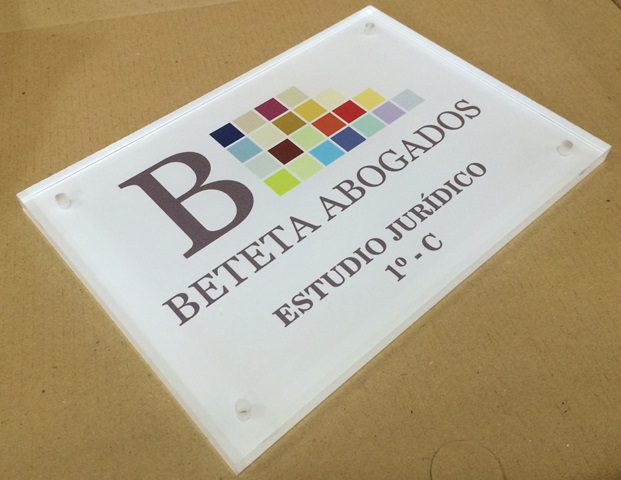 B
BETETA ABOGADOS
ESTUDIO JURÍDICO
1º - C